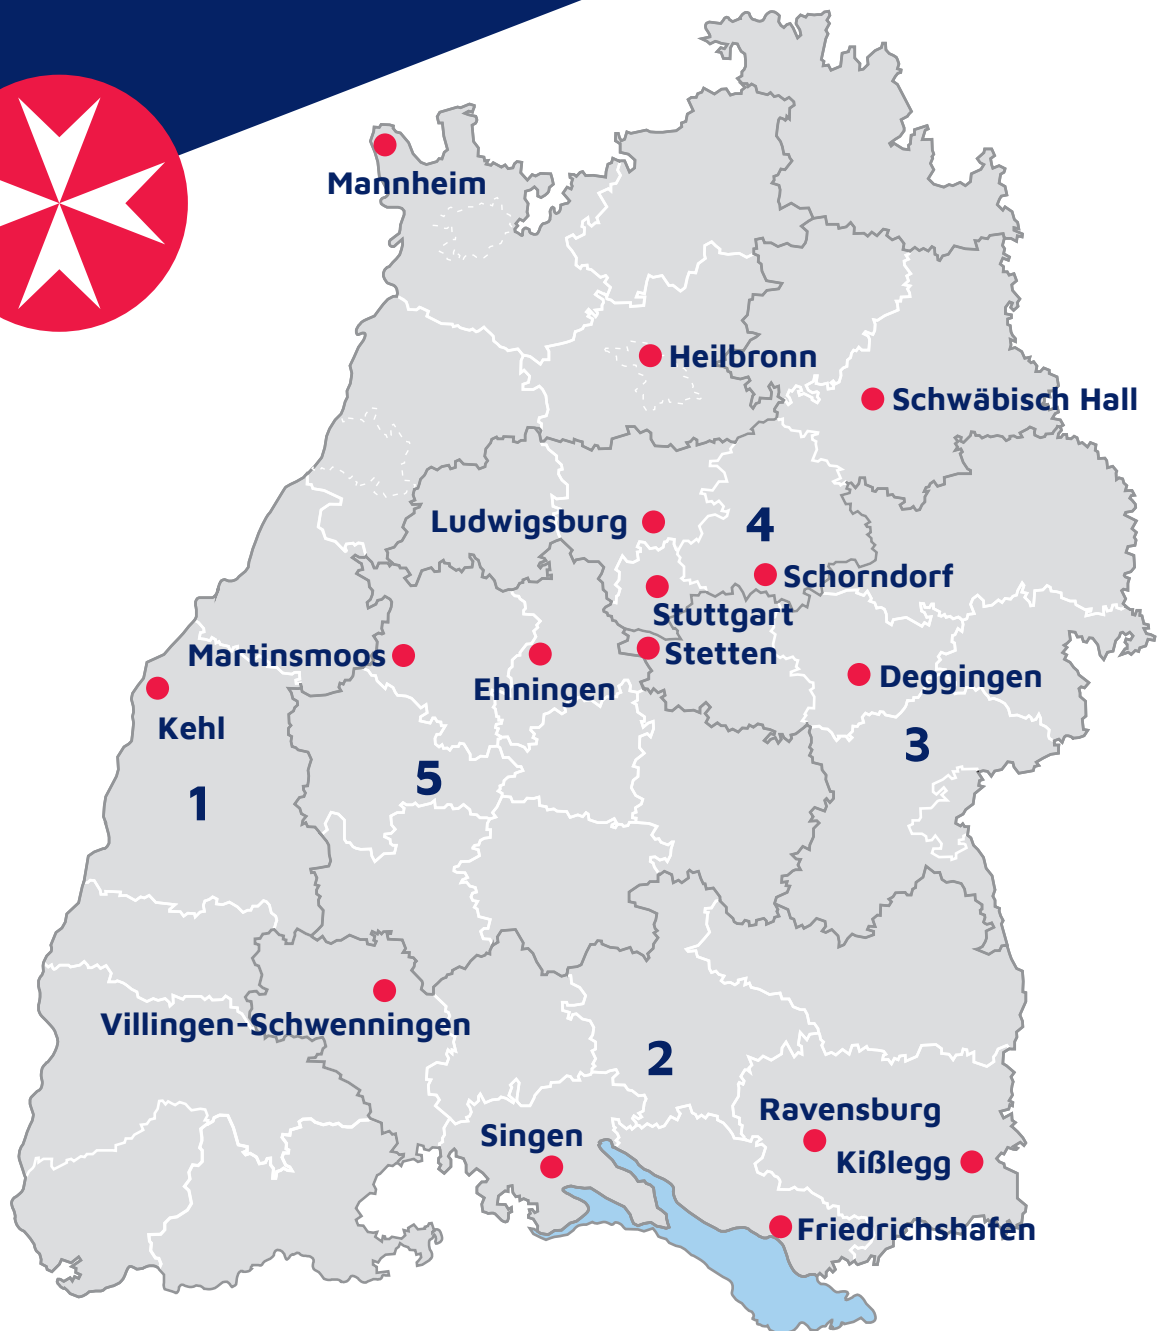 Mannheim
Heilbronn
Schwäbisch Hall
Ludwigsburg
4
Schorndorf
Stuttgart
Martinsmoos
Stetten
Ehningen
Deggingen
Kehl
3
5
1
Villingen-Schwenningen
2
Ravensburg
Singen
Kißlegg
Friedrichshafen